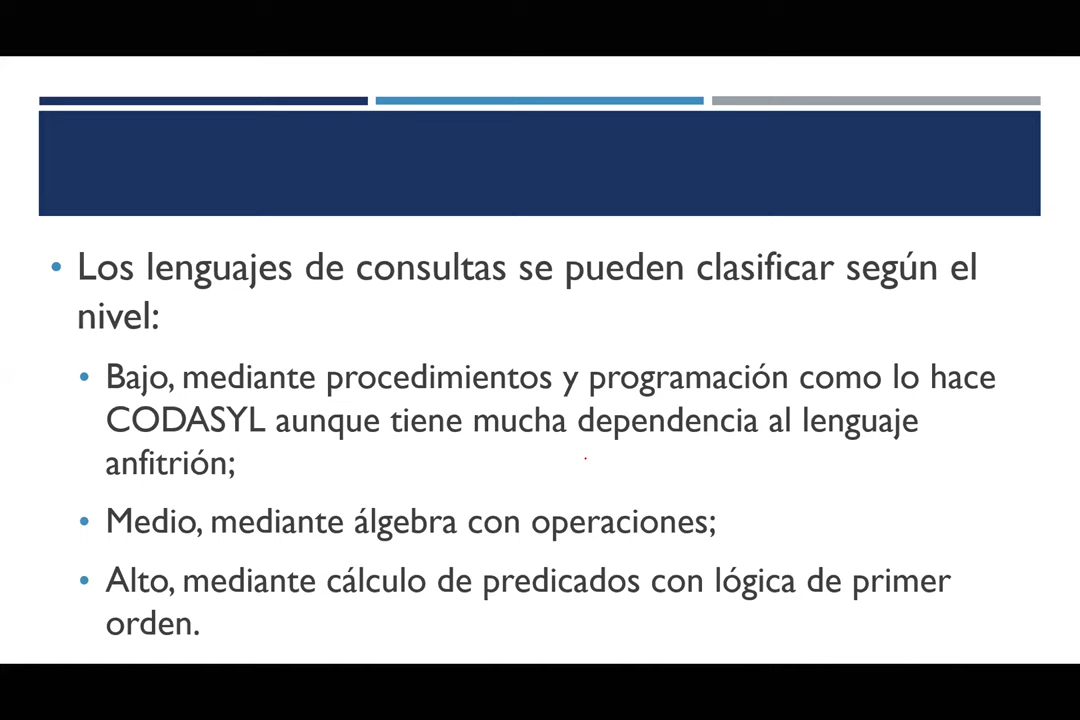 Los lenguajes de consultas se pueden clasificar según el
nivel:
Bajo, mediante procedimientos y programación como lo hace
CODASYL aunque tiene mucha dependencia al lenguaje
anfitrión;
Medio, mediante álgebra con operaciones;
Alto, mediante cálculo de predicados con lógica de primer
orden.